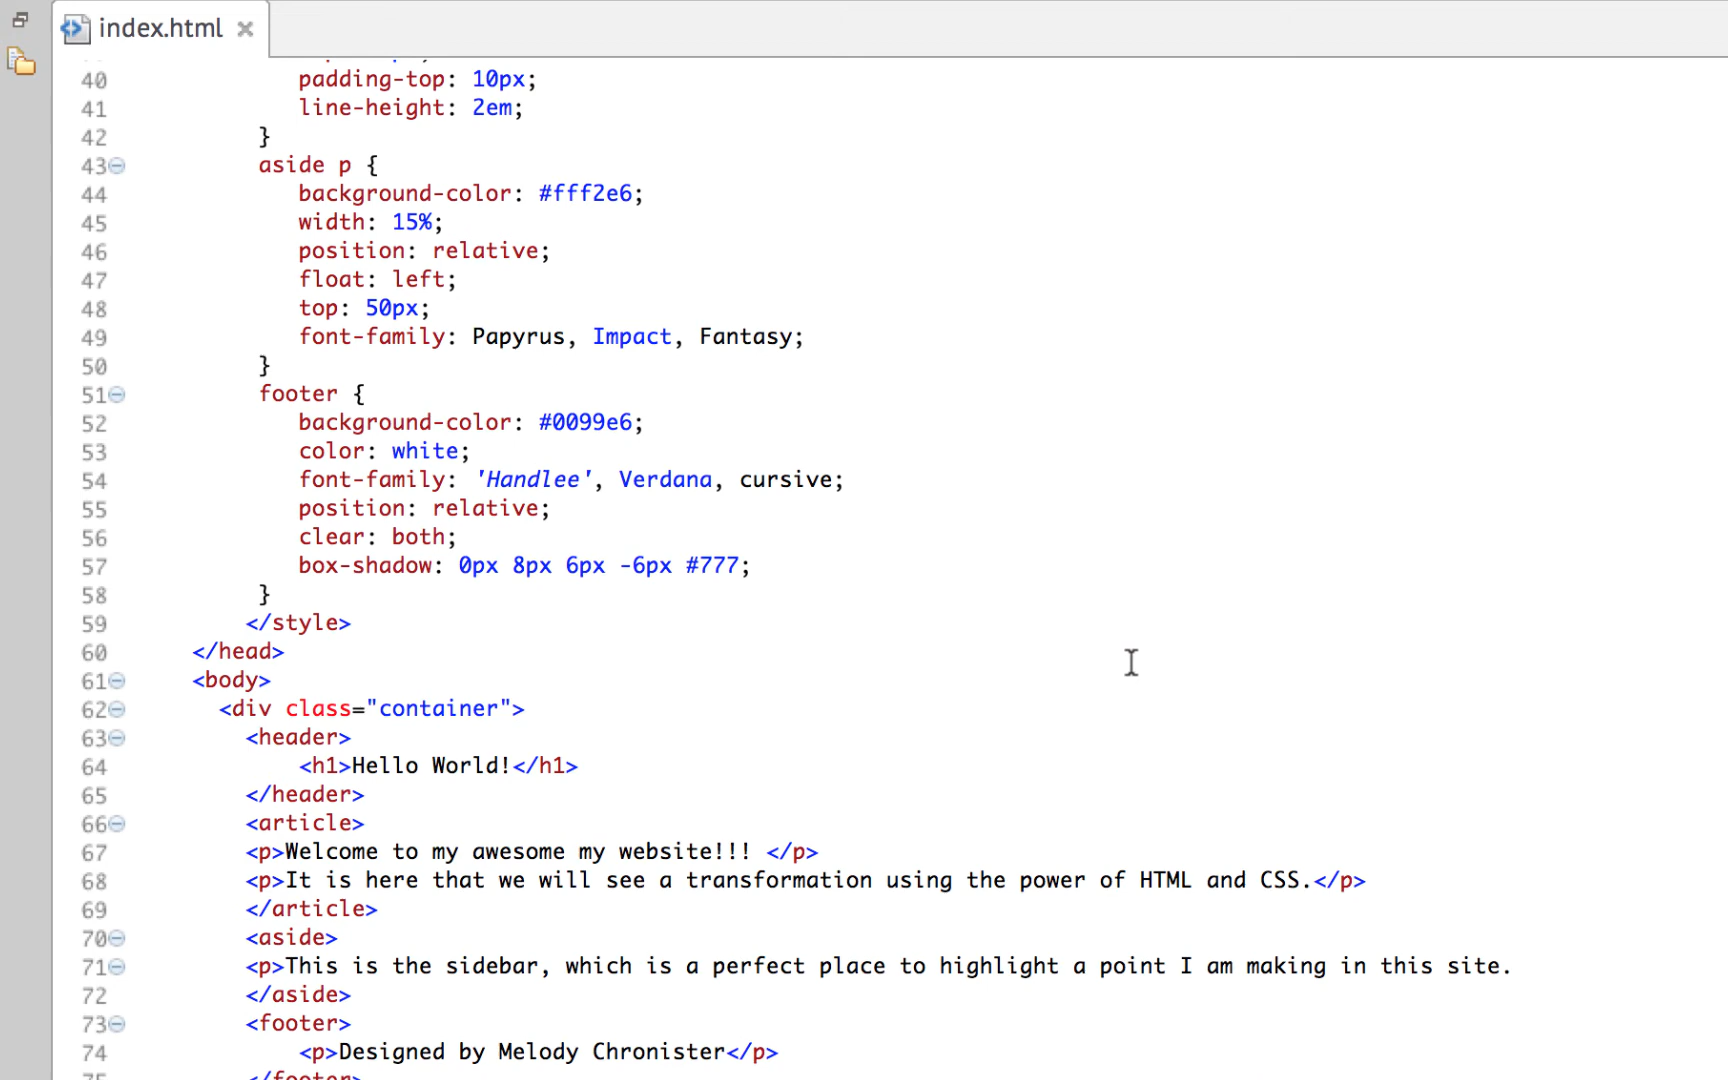 index.html
40 padding-top: 10px;
41 line-height: 2em;
42 }
43 aside p {
44 background-color: #fff2e6;
45 width: 15%;
46 position: relative;
47 float: left;
48 top: 50px;
49 font-family: Papyrus, Impact, Fantasy;
50 }
51 footer {
52 background-color: #0099e6;
53 color: white;
54 font-family: 'Handlee', Verdana, cursive;
55 position: relative;
56 clear: both;
57 box-shadow: 0px 8px 6px -6px #777;
58 }
59 </style>
60 </head>
61 <body>
62 <div class="container">
63 <header>
64 <h1>Hello World!</h1>
65 </header>
66 <article>
67 <p>Welcome to my awesome my website!!! </p>
68 <p>It is here that we will see a transformation using the power of HTML and CSS.</p>
69 </article>
70 <aside>
71 <p>This is the sidebar, which is a perfect place to highlight a point I am making in this site.
72 </aside>
73 <footer>
74 <p>Designed by Melody Chronister</p>
75 </footer>